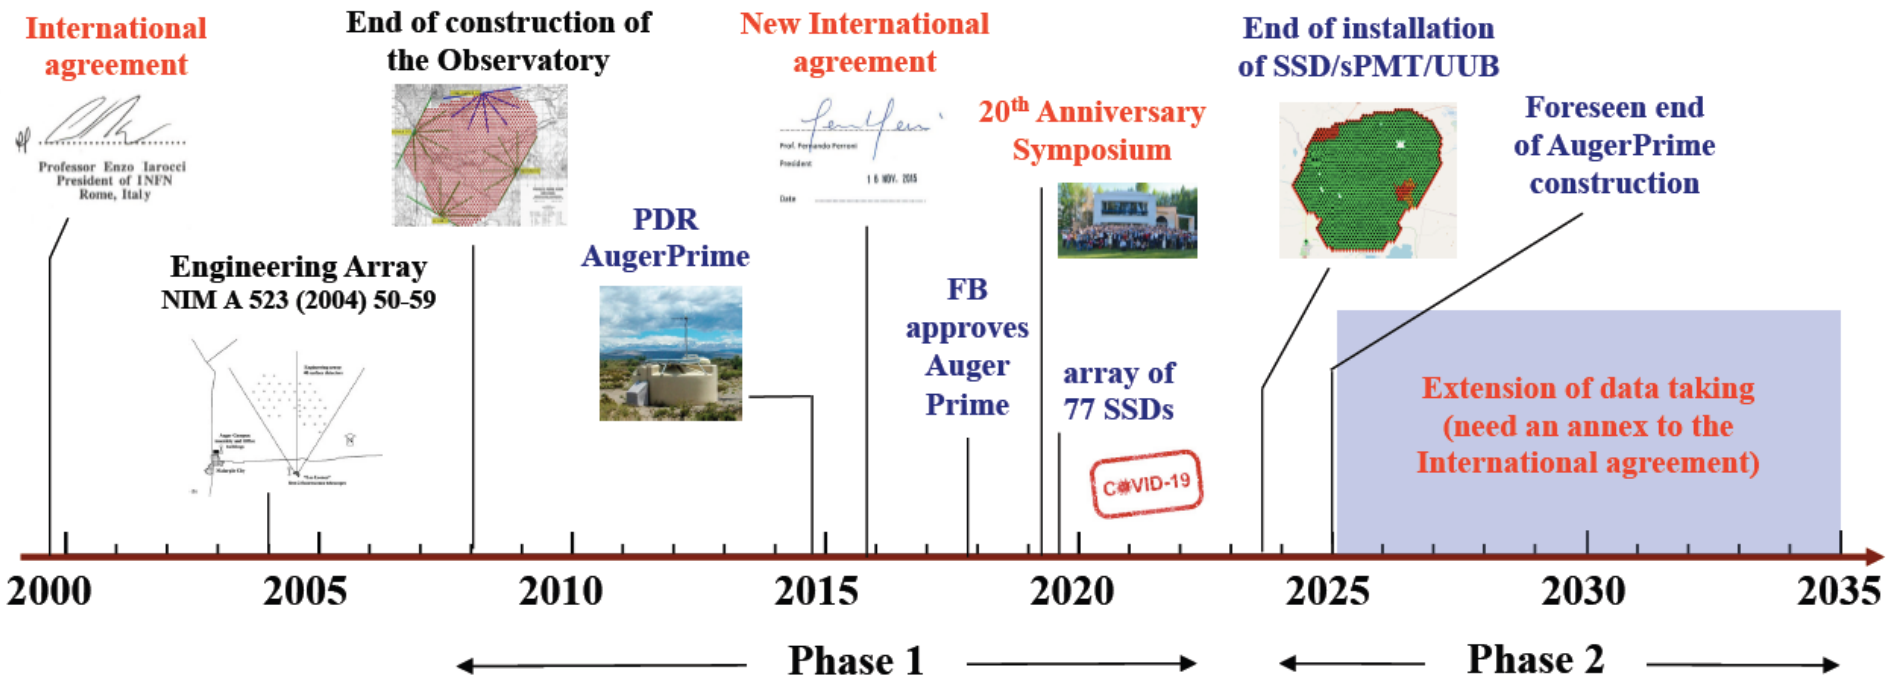 International
agreement
Professor Enzo Iarocci
President of INFN
Rome, Italy
Engineering Array
NIM A 523 (2004) 50-59
End of construction of
the Observatory
PDR
AugerPrime
New International
agreement
Prof. Fernando Ferroni
President
16 NOV. 2015
Date
FB
approves
Auger
Prime
20th Anniversary
Symposium
array of
77 SSDs
COVID-19
End of installation
of SSD/sPMT/UUB
Foreseen end
of AugerPrime
construction
Extension of data taking
(need an annex to the
International agreement)
2000 2005 2010 2015 2020 2025 2030 2035
Phase 1 Phase 2